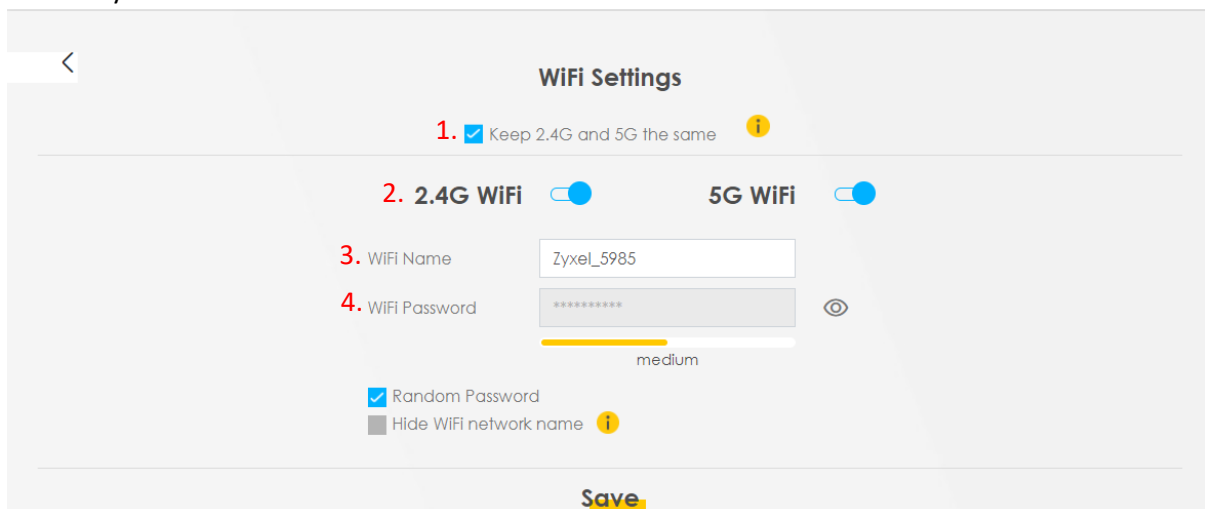 WiFi Settings
1. Keep 2.4G and 5G the same i
2. 2.4G WiFi 5G WiFi
3. WiFi Name Zyxel_5985
4. WiFi Password **********
medium
Random Password
Hide WiFi network name i
Save